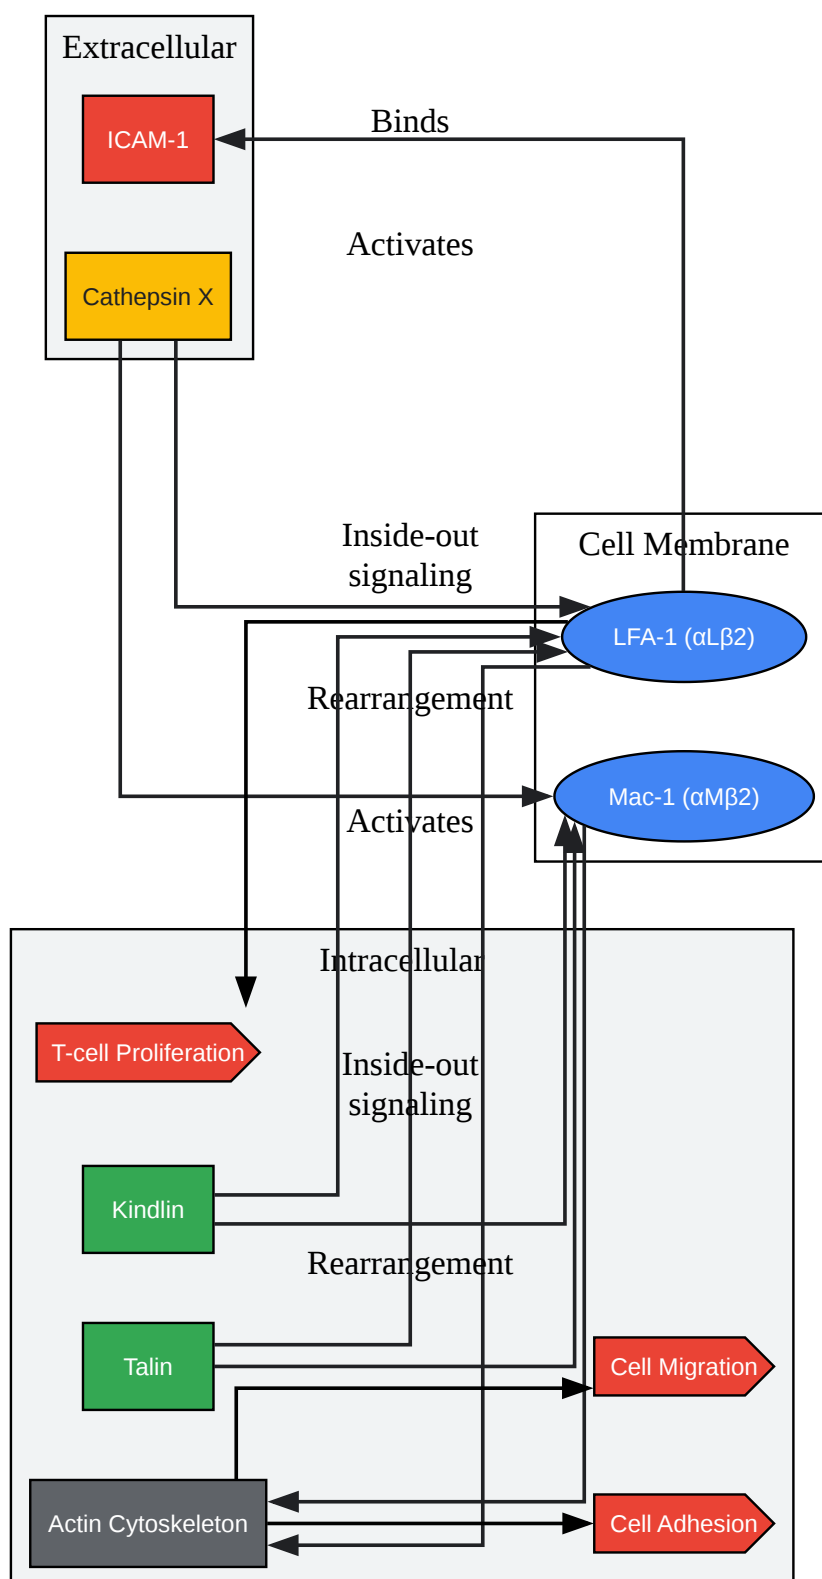 Extracellular
ICAM-1
Binds
Activates
Cathepsin X
Inside-out
signaling
Cell Membrane
LFA-1 (αLβ2)
Rearrangement
Mac-1 (αMβ2)
Activates
Intracellular
T-cell Proliferation
Inside-out
signaling
Kindlin
Rearrangement
Talin
Cell Migration
Actin Cytoskeleton
Cell Adhesion